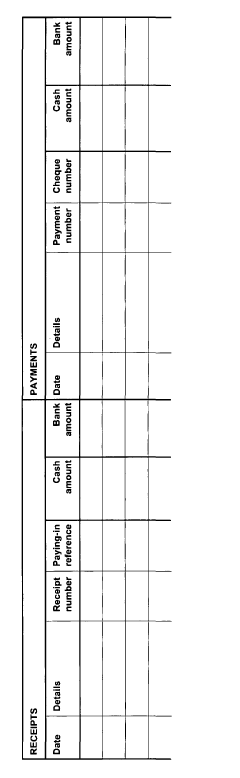 RECEIPTS PAYMENTS
Date Details Receipt number Paying-in reference Cash amount Bank amount Date Details Payment number Cheque number Cash amount Bank amount